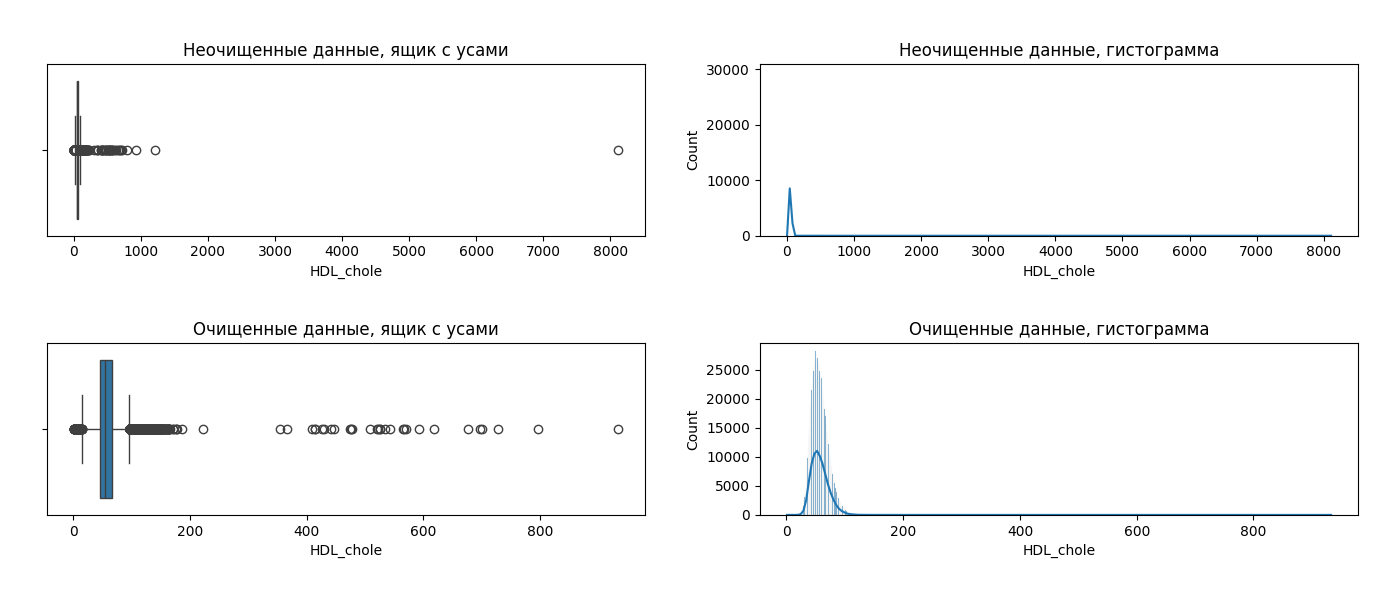 Неочищенные данные, ящик с усами
0 1000 2000 3000 4000 5000 6000 7000 8000
HDL_chole
Неочищенные данные, гистограмма
30000
20000
10000
0
Count
0 1000 2000 3000 4000 5000 6000 7000 8000
HDL_chole
Очищенные данные, ящик с усами
0 200 400 600 800
HDL_chole
Очищенные данные, гистограмма
25000
20000
15000
10000
5000
0
Count
0 200 400 600 800
HDL_chole